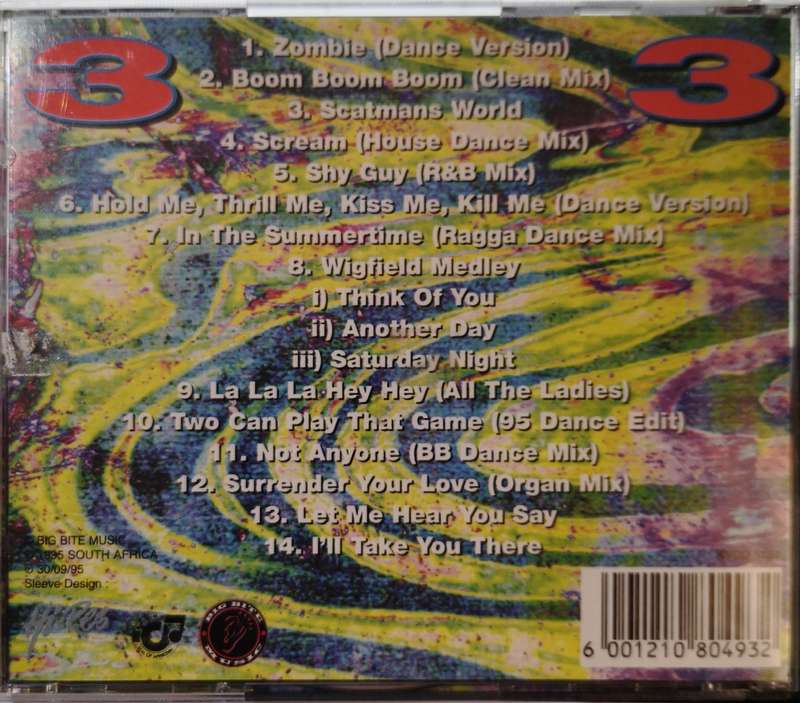 3
3
1. Zombie (Dance Version)
2. Boom Boom Boom (Clean Mix)
3. Scatmans World
4. Scream (House Dance Mix)
5. Shy Guy (R&B Mix)
6. Hold Me, Thrill Me, Kiss Me, Kill Me (Dance Version)
7. In The Summertime (Ragga Dance Mix)
8. Wigfield Medley
i) Think Of You
ii) Another Day
iii) Saturday Night
9. La La La Hey Hey (All The Ladies)
10. Two Can Play That Game (95 Dance Edit)
11. Not Anyone (BB Dance Mix)
12. Surrender Your Love (Organ Mix)
13. Let Me Hear You Say
14. I'll Take You There
BIG BITE MUSIC
© 1995 SOUTH AFRICA
℗ 30/09/95
Sleeve Design :
BIG BITE
MUSIC
6 001210 804932